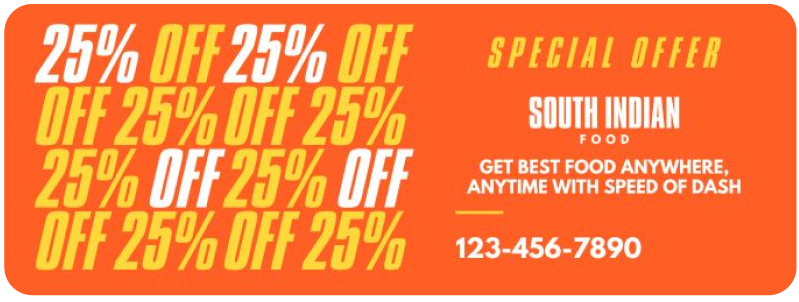 25% OFF 25% OFF
OFF 25% OFF 25%
25% OFF 25% OFF
OFF 25% OFF 25%
SPECIAL OFFER
SOUTH INDIAN
FOOD
GET BEST FOOD ANYWHERE,
ANYTIME WITH SPEED OF DASH
123-456-7890